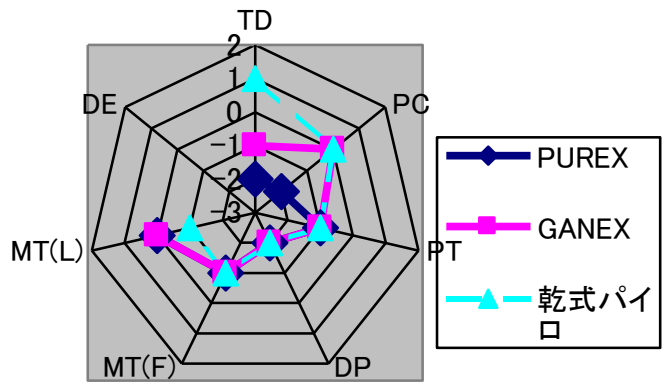 TD
2
1
0
-1
-2
-3
DE
PC
MT(L)
PT
MT(F)
DP
PUREX
GANEX
乾式パイ
ロ